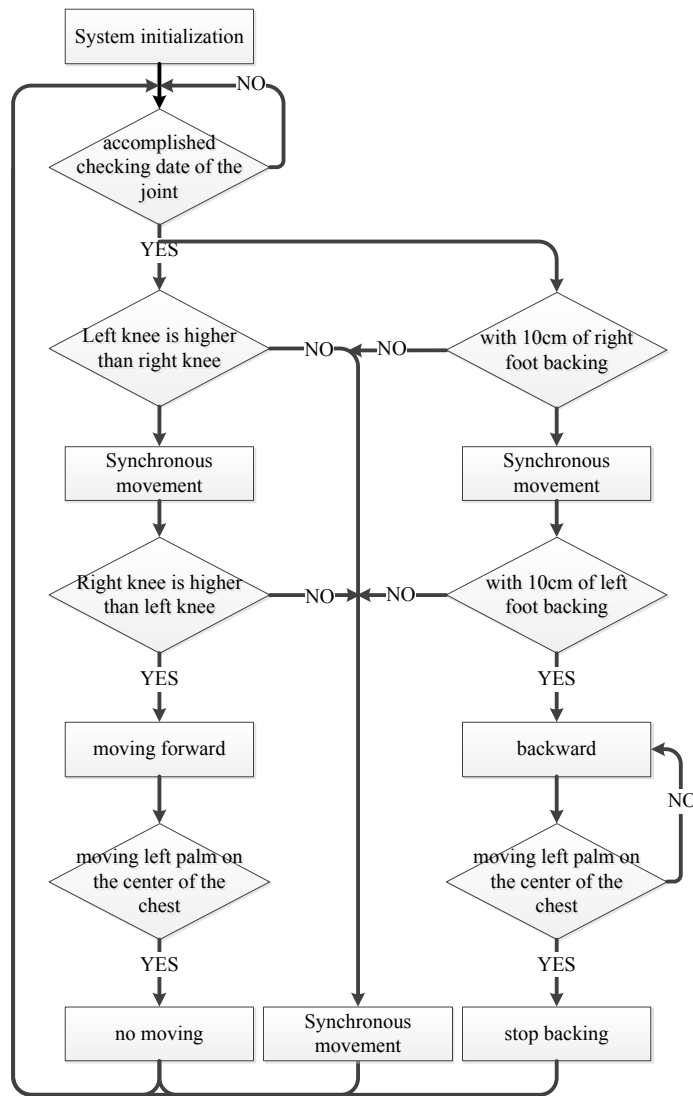 System initialization
NO
accomplished
checking date of the
joint
YES
Left knee is higher
than right knee
NO
NO
with 10cm of right
foot backing
Synchronous
movement
Synchronous
movement
Right knee is higher
than left knee
NO
NO
with 10cm of left
foot backing
YES
YES
moving forward
backward
NO
moving left palm on
the center of the
chest
moving left palm on
the center of the
chest
YES
YES
no moving
Synchronous
movement
stop backing